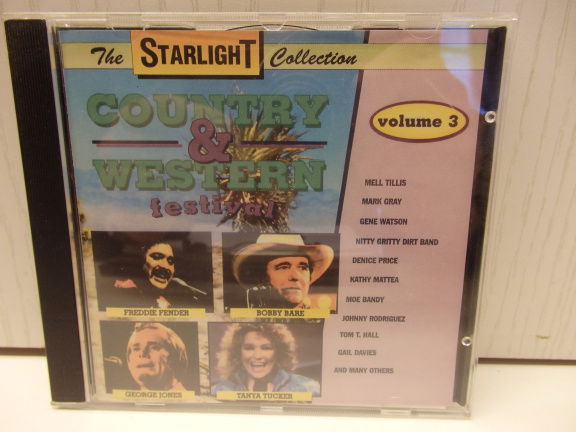 The STARLIGHT Collection
COUNTRY
&
WESTERN
festival
volume 3
MELL TILLIS
MARK GRAY
GENE WATSON
NITTY GRITTY DIRT BAND
DENICE PRICE
KATHY MATTEA
MOE BANDY
JOHNNY RODRIGUEZ
TOM T. HALL
GAIL DAVIES
AND MANY OTHERS
FREDDIE FENDER
BOBBY BARE
GEORGE JONES
TANYA TUCKER